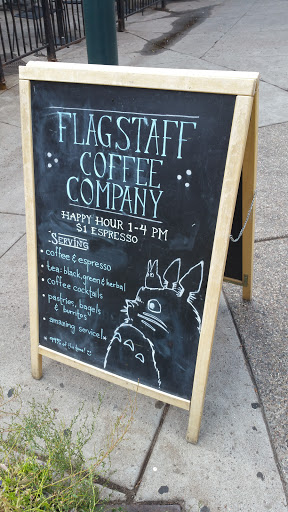 FLAGSTAFF
COFFEE
COMPANY
HAPPY HOUR 1-4 PM
$1 ESPRESSO
SERVING
• coffee & espresso
• tea: black, green & herbal
• coffee cocktails
• pastries, bagels
& burritos
• amazing service!*